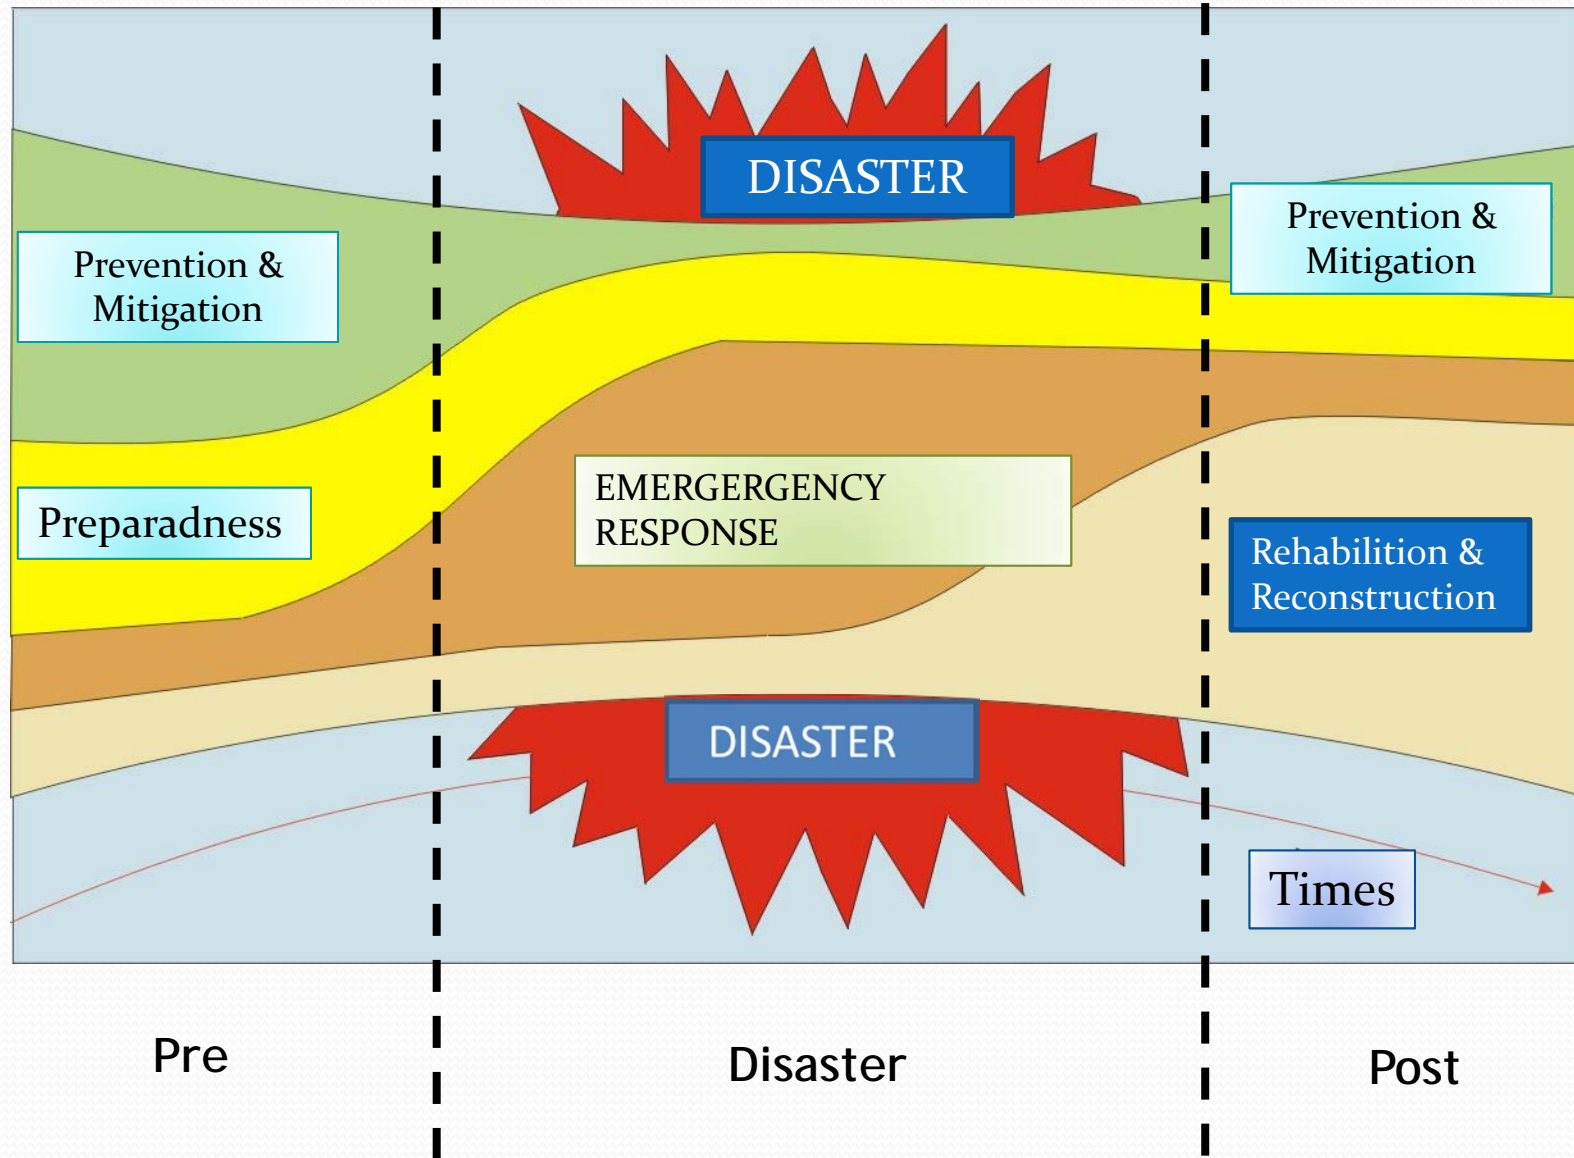 DISASTER
Prevention &
Mitigation
Prevention &
Mitigation
Preparadness
EMERGERGENCY
RESPONSE
Rehabilition &
Reconstruction
DISASTER
Times
Pre
Disaster
Post